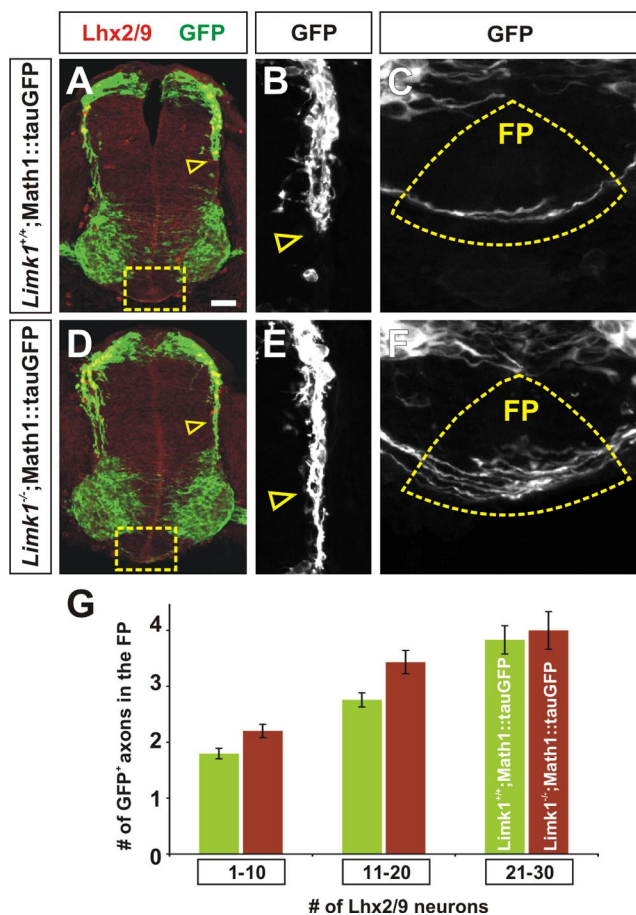 Lhx2/9 GFP
GFP
GFP
Limk1+/+;Math1::tauGFP
A
B
C
FP
Limk1-/-;Math1::tauGFP
D
E
F
FP
G
# of GFP+ axons in the FP
4
3
2
1
0
Limk1+/+;Math1::tauGFP
Limk1-/-;Math1::tauGFP
1-10
11-20
21-30
# of Lhx2/9 neurons